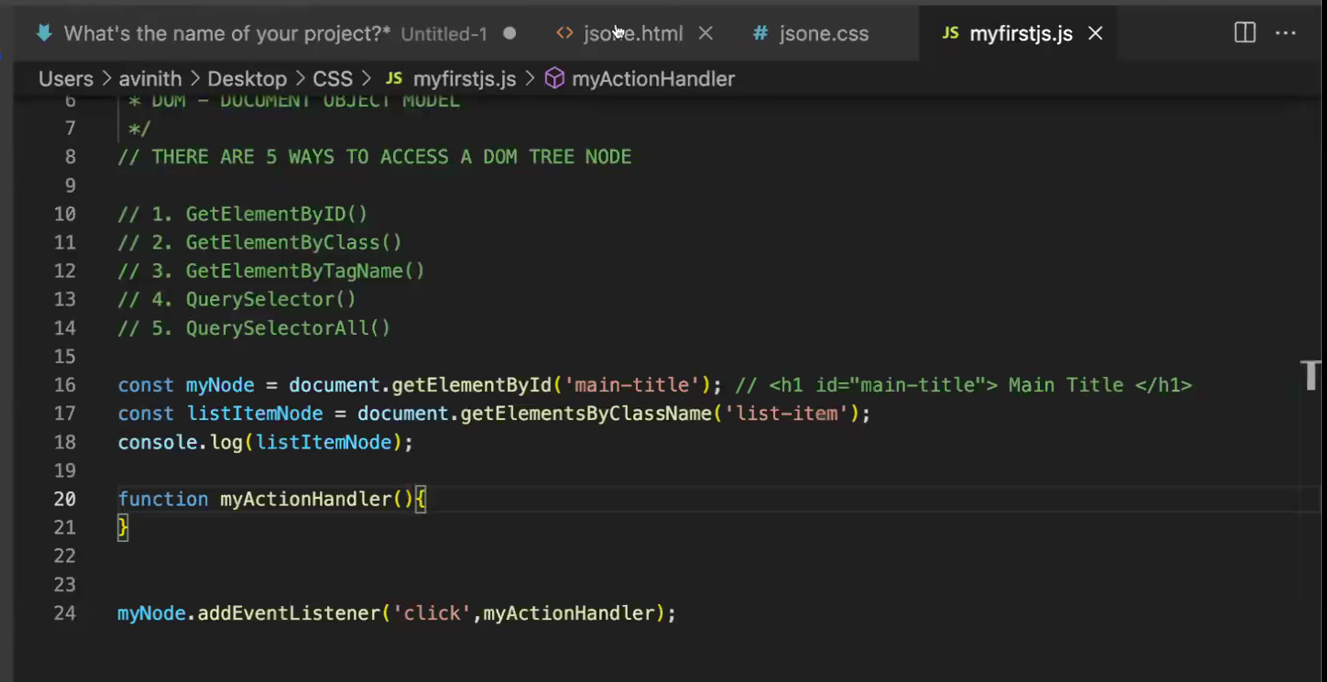 What's the name of your project?* Untitled-1 <> jsone.html × # jsone.css JS myfirstjs.js × ...
Users > avinith > Desktop > CSS > JS myfirstjs.js > myActionHandler
6 * DOM - DOCUMENT OBJECT MODEL
7 */
8 // THERE ARE 5 WAYS TO ACCESS A DOM TREE NODE
9
10 // 1. GetElementByID()
11 // 2. GetElementByClass()
12 // 3. GetElementByTagName()
13 // 4. QuerySelector()
14 // 5. QuerySelectorAll()
15
16 const myNode = document.getElementById('main-title'); // <h1 id="main-title"> Main Title </h1>
17 const listItemNode = document.getElementsByClassName('list-item');
18 console.log(listItemNode);
19
20 function myActionHandler(){
21 }
22
23
24 myNode.addEventListener('click',myActionHandler);